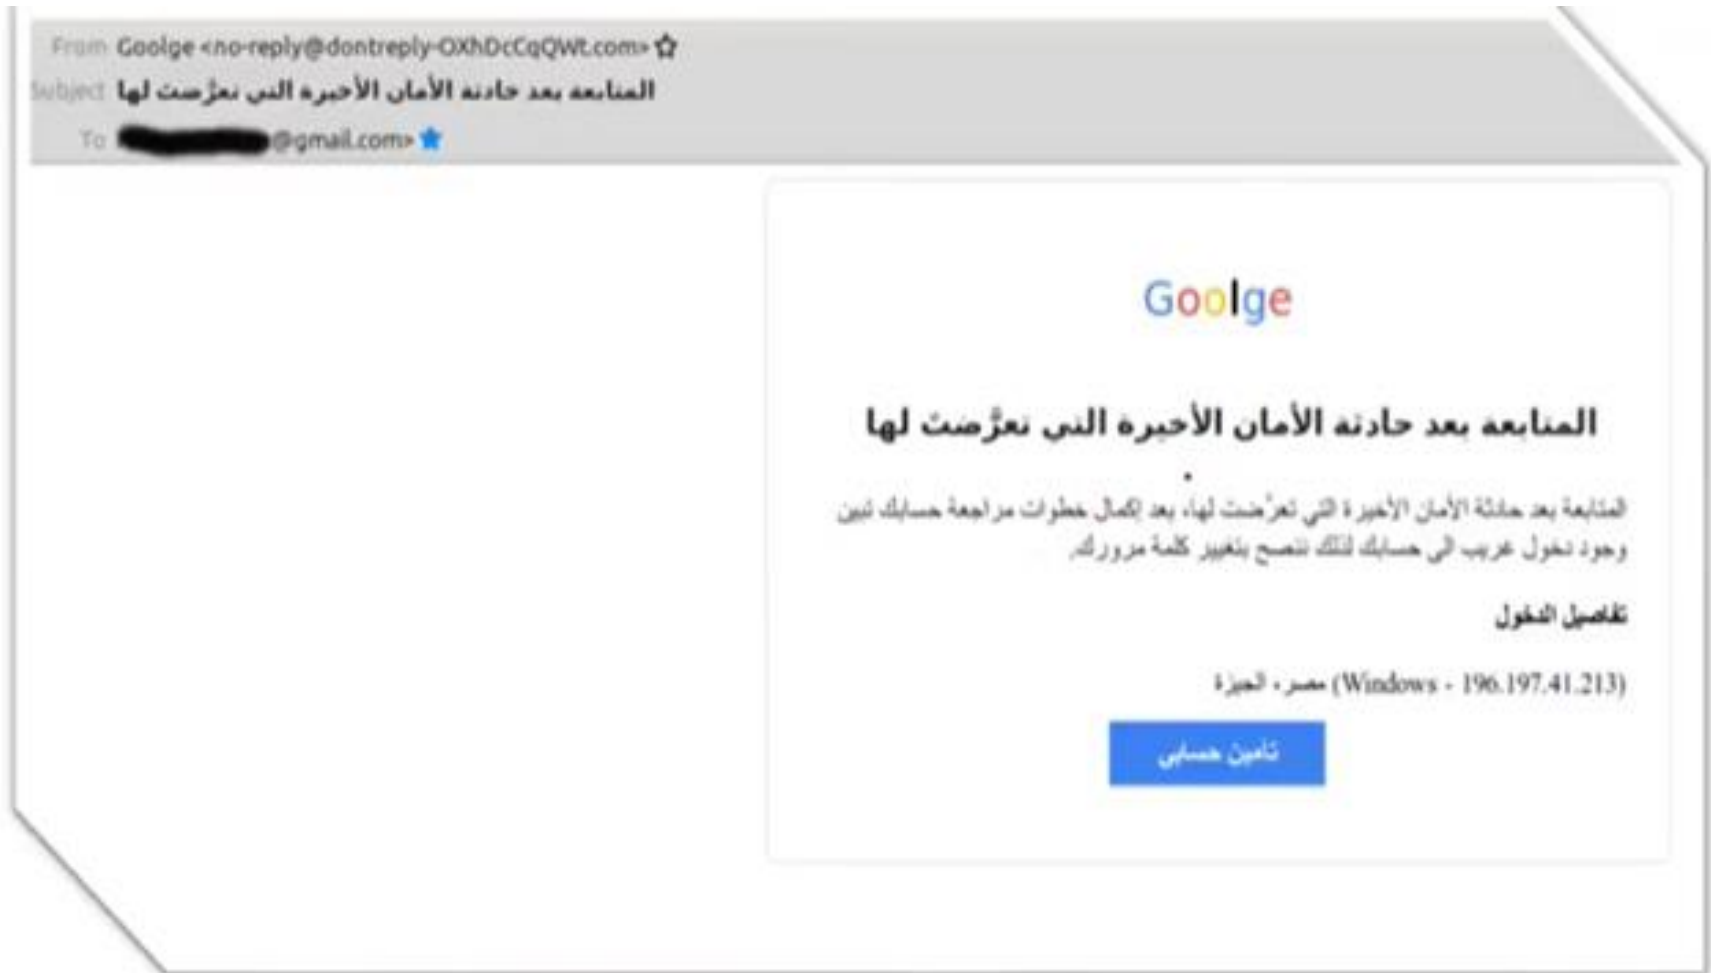 From Goolge <no-reply@dontreply-OXhDcCqQWt.com>
Subject المتابعة بعد حادثة الأمان الأخيرة التي تعرَّضتَ لها
To @gmail.com>
Goolge
المتابعة بعد حادثة الأمان الأخيرة التي تعرَّضتَ لها
المتابعة بعد حادثة الأمان الأخيرة التي تعرَّضت لها، بعد إكمال خطوات مراجعة حسابك تبين
وجود دخول غريب الى حسابك لذلك ننصح بتغيير كلمة مرورك.
تفاصيل الدخول
(Windows - 196.197.41.213) مصر، الجيزة
تأمين حسابى